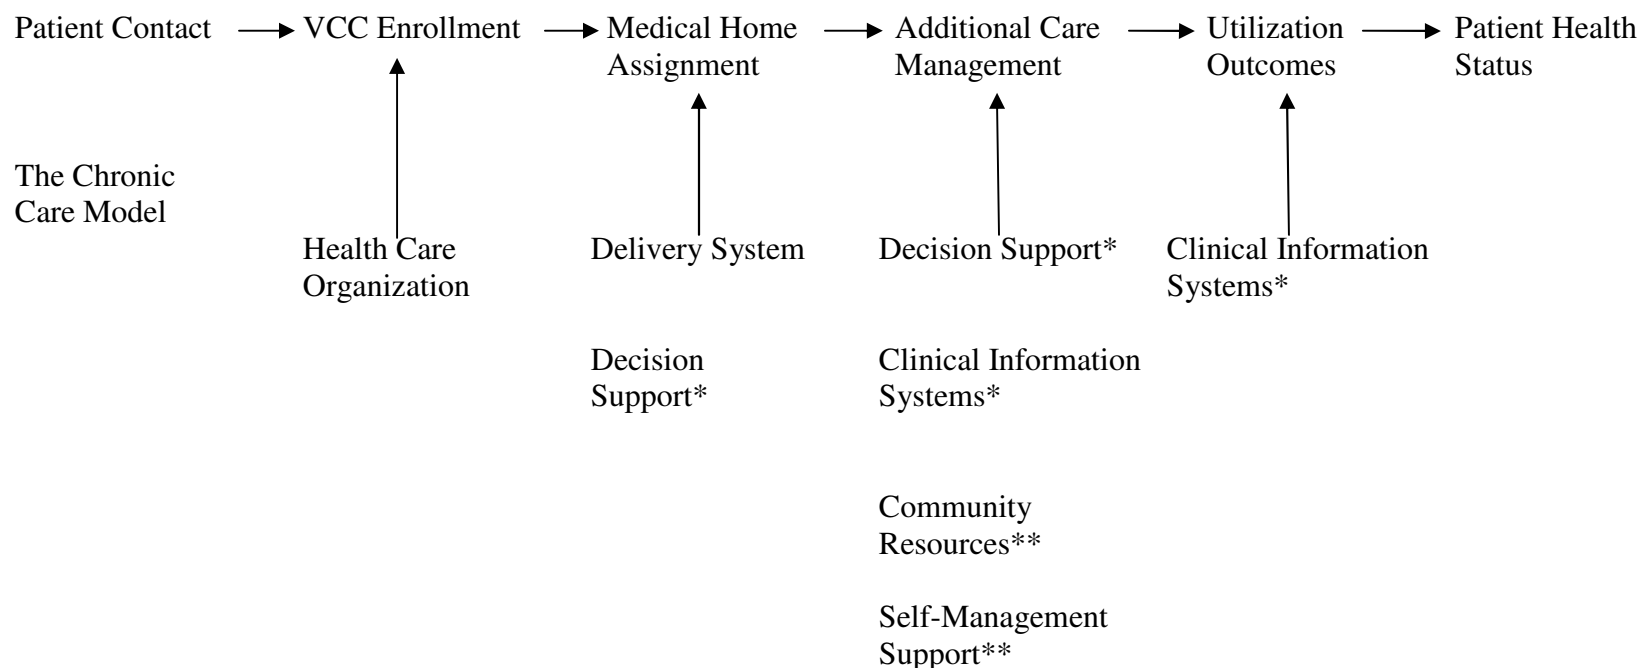 Patient Contact
VCC Enrollment
Medical Home
Assignment
Additional Care
Management
Utilization
Outcomes
Patient Health
Status
The Chronic
Care Model
Health Care
Organization
Delivery System
Decision Support*
Clinical Information
Systems*
Decision
Support*
Clinical Information
Systems*
Community
Resources**
Self-Management
Support**